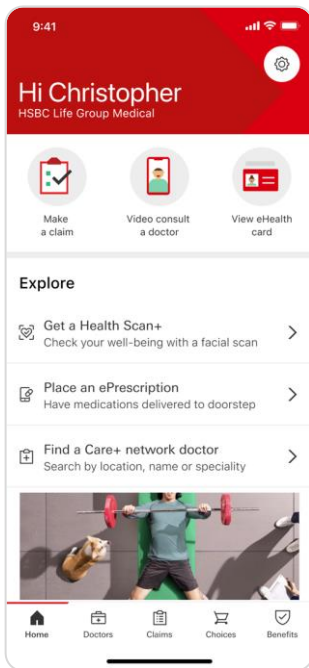 9:41
Hi Christopher
HSBC Life Group Medical
Make
a claim
Video consult
a doctor
View eHealth
card
Explore
Get a Health Scan+
Check your well-being with a facial scan
Place an ePrescription
Have medications delivered to doorstep
Find a Care+ network doctor
Search by location, name or speciality
Home
Doctors
Claims
Choices
Benefits